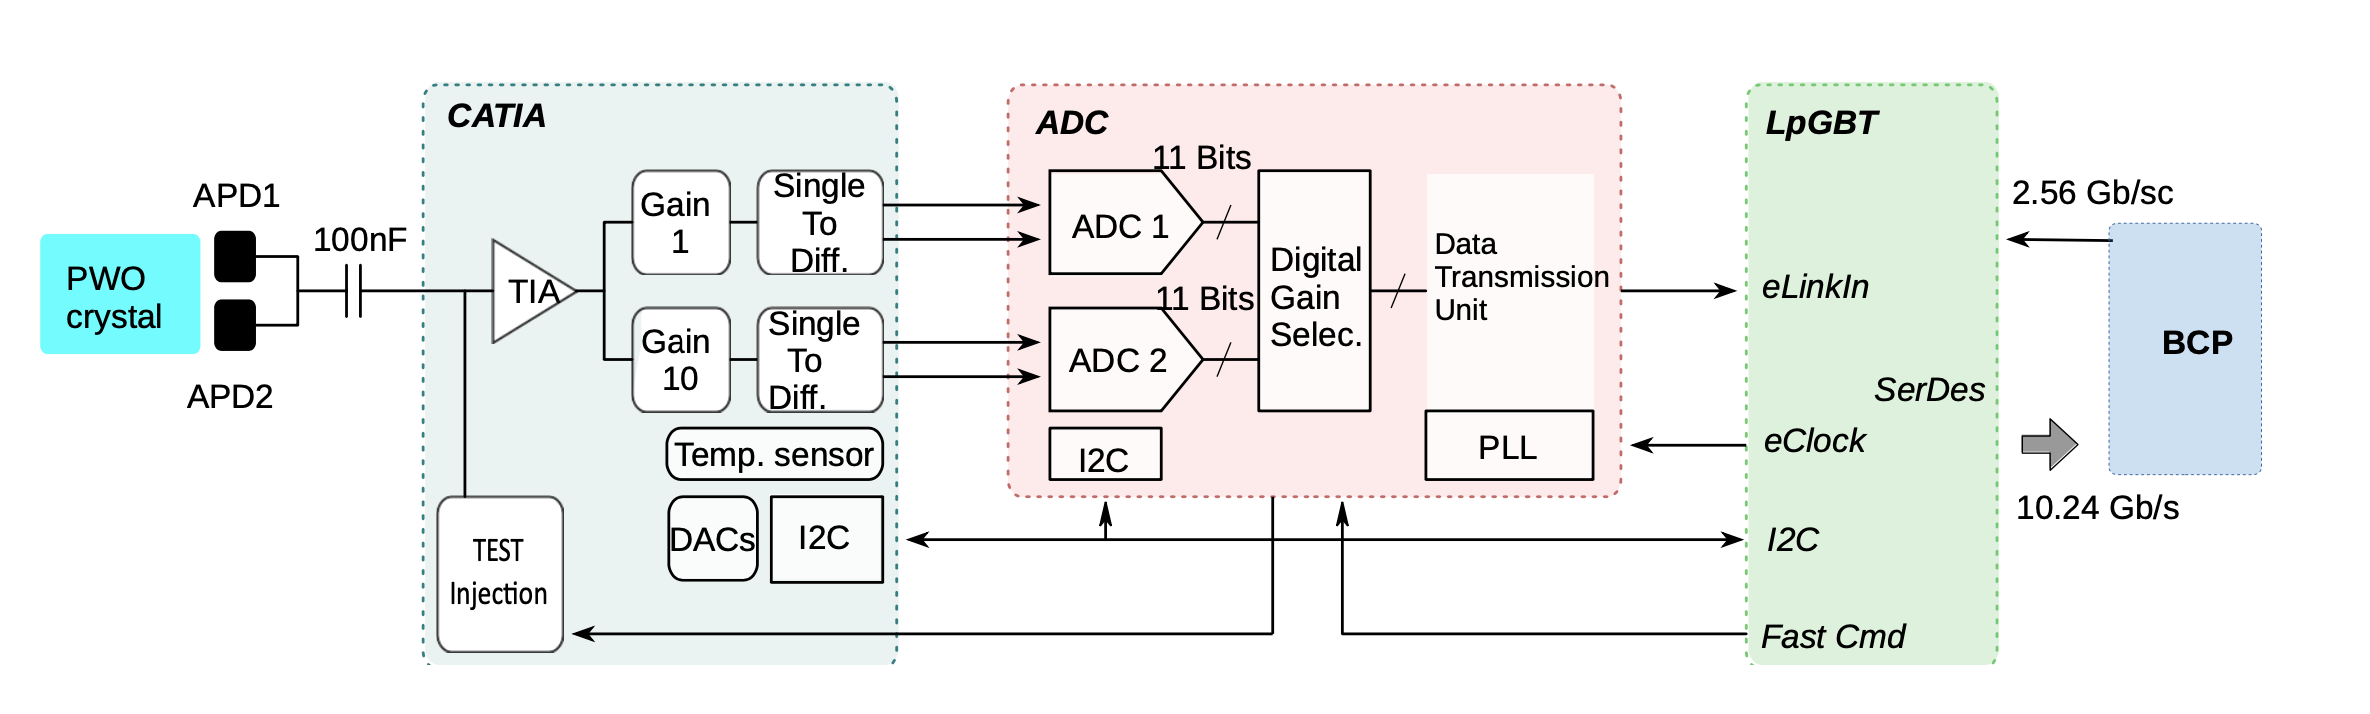 CATIA
ADC
LpGBT
PWO
crystal
APD1
APD2
100nF
TIA
Gain
1
Single
To
Diff.
Gain
10
Single
To
Diff.
Temp. sensor
DACs
I2C
TEST
Injection
11 Bits
ADC 1
11 Bits
ADC 2
Digital
Gain
Selec.
Data
Transmission
Unit
I2C
PLL
eLinkIn
SerDes
eClock
I2C
Fast Cmd
2.56 Gb/sc
BCP
10.24 Gb/s